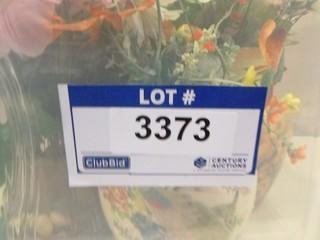 LOT #
3373
ClubBid
CENTURY
AUCTIONS